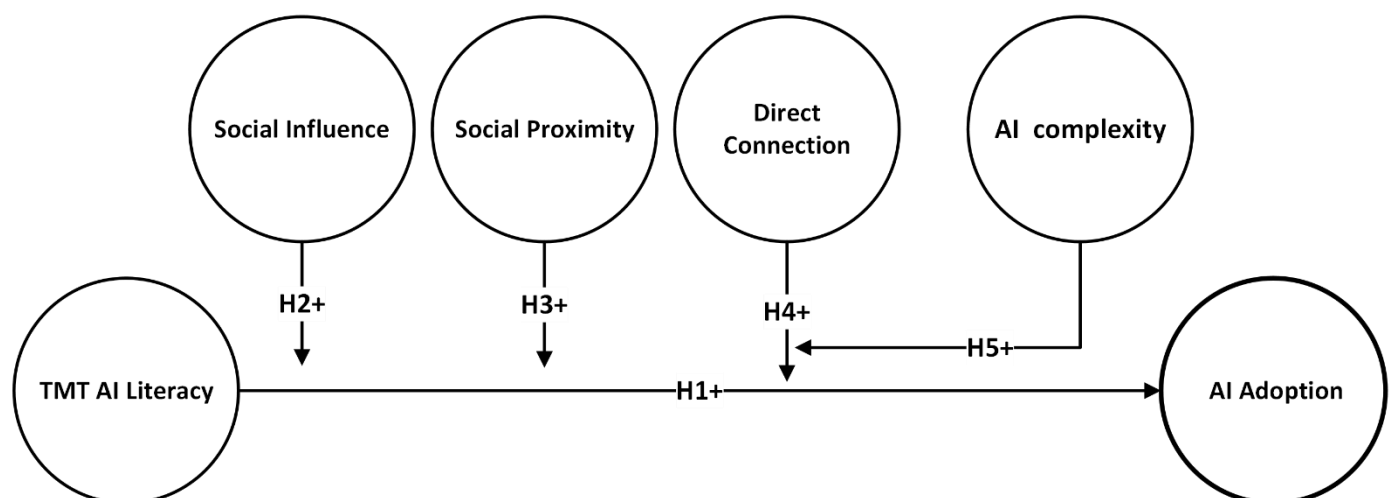 Social Influence
Social Proximity
Direct
Connection
AI  complexity
H2+
H3+
H4+
H5+
TMT AI Literacy
H1+
AI Adoption